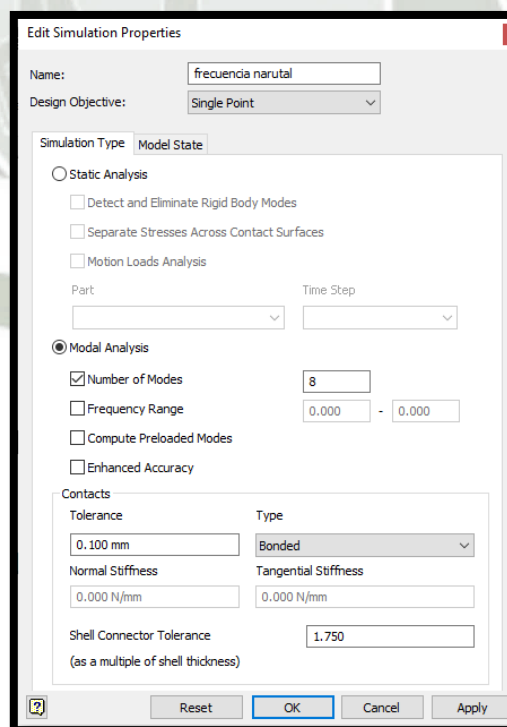 Edit Simulation Properties
Name: frecuencia narutal
Design Objective: Single Point
Simulation Type Model State
Static Analysis
Detect and Eliminate Rigid Body Modes
Separate Stresses Across Contact Surfaces
Motion Loads Analysis
Part Time Step
Modal Analysis
Number of Modes 8
Frequency Range 0.000 - 0.000
Compute Preloaded Modes
Enhanced Accuracy
Contacts
Tolerance Type
0.100 mm Bonded
Normal Stiffness Tangential Stiffness
0.000 N/mm 0.000 N/mm
Shell Connector Tolerance 1.750
(as a multiple of shell thickness)
? Reset OK Cancel Apply